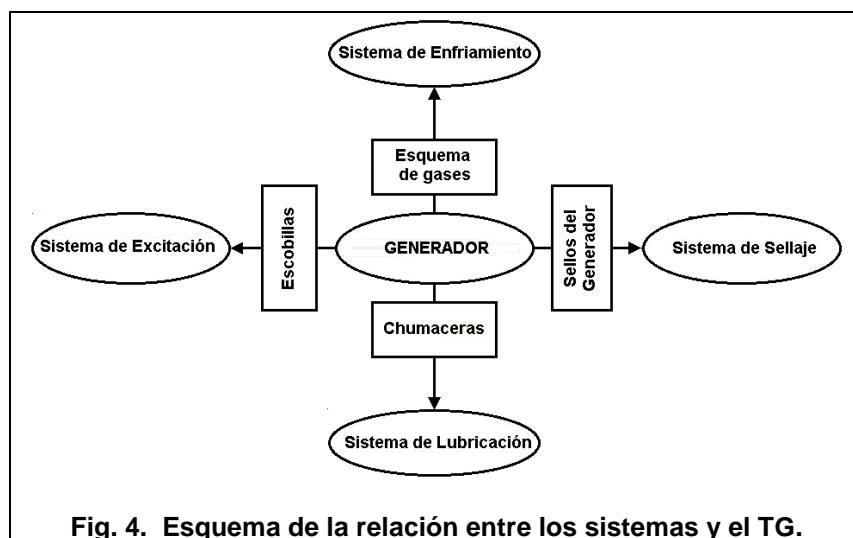 Sistema de Enfriamiento
Esquema
de gases
Sistema de Excitación
Escobillas
GENERADOR
Sellos del
Generador
Sistema de Sellaje
Chumaceras
Sistema de Lubricación
Fig. 4. Esquema de la relación entre los sistemas y el TG.